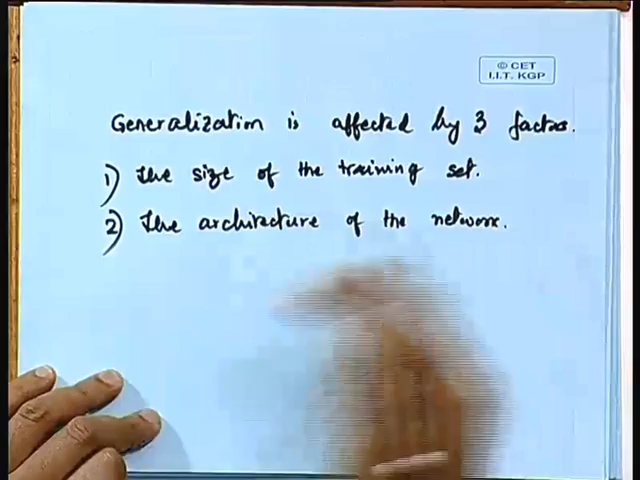 © CET
I.I.T. KGP
Generalization is affected by 3 factors.
1) The size of the training set.
2) The architecture of the network.